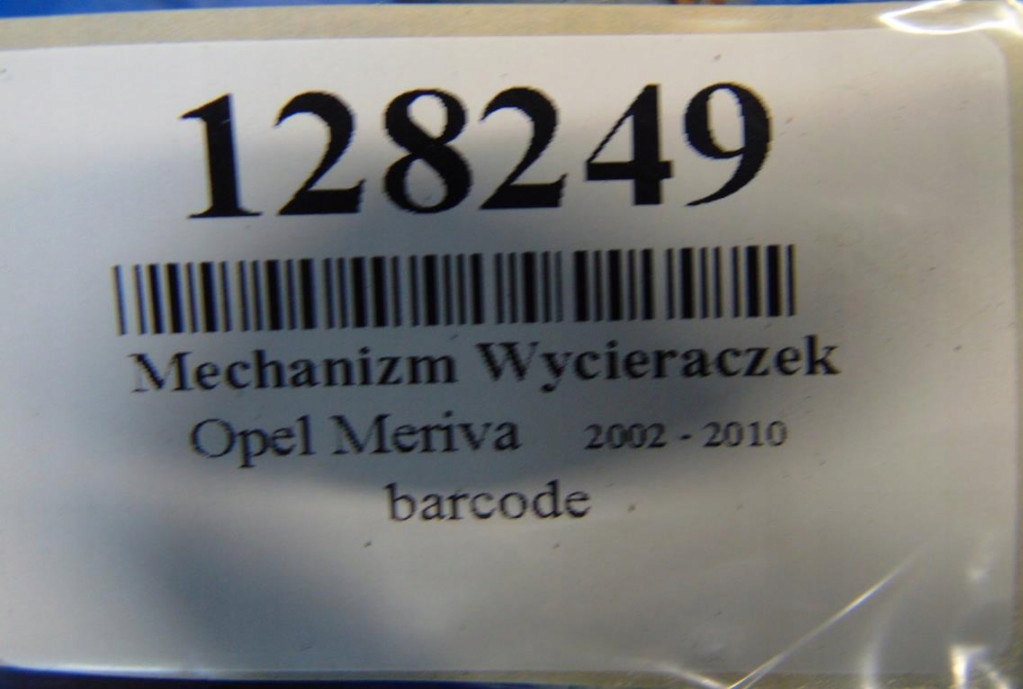 128249
Mechanizm Wycieraczek
Opel Meriva 2002 - 2010
barcode